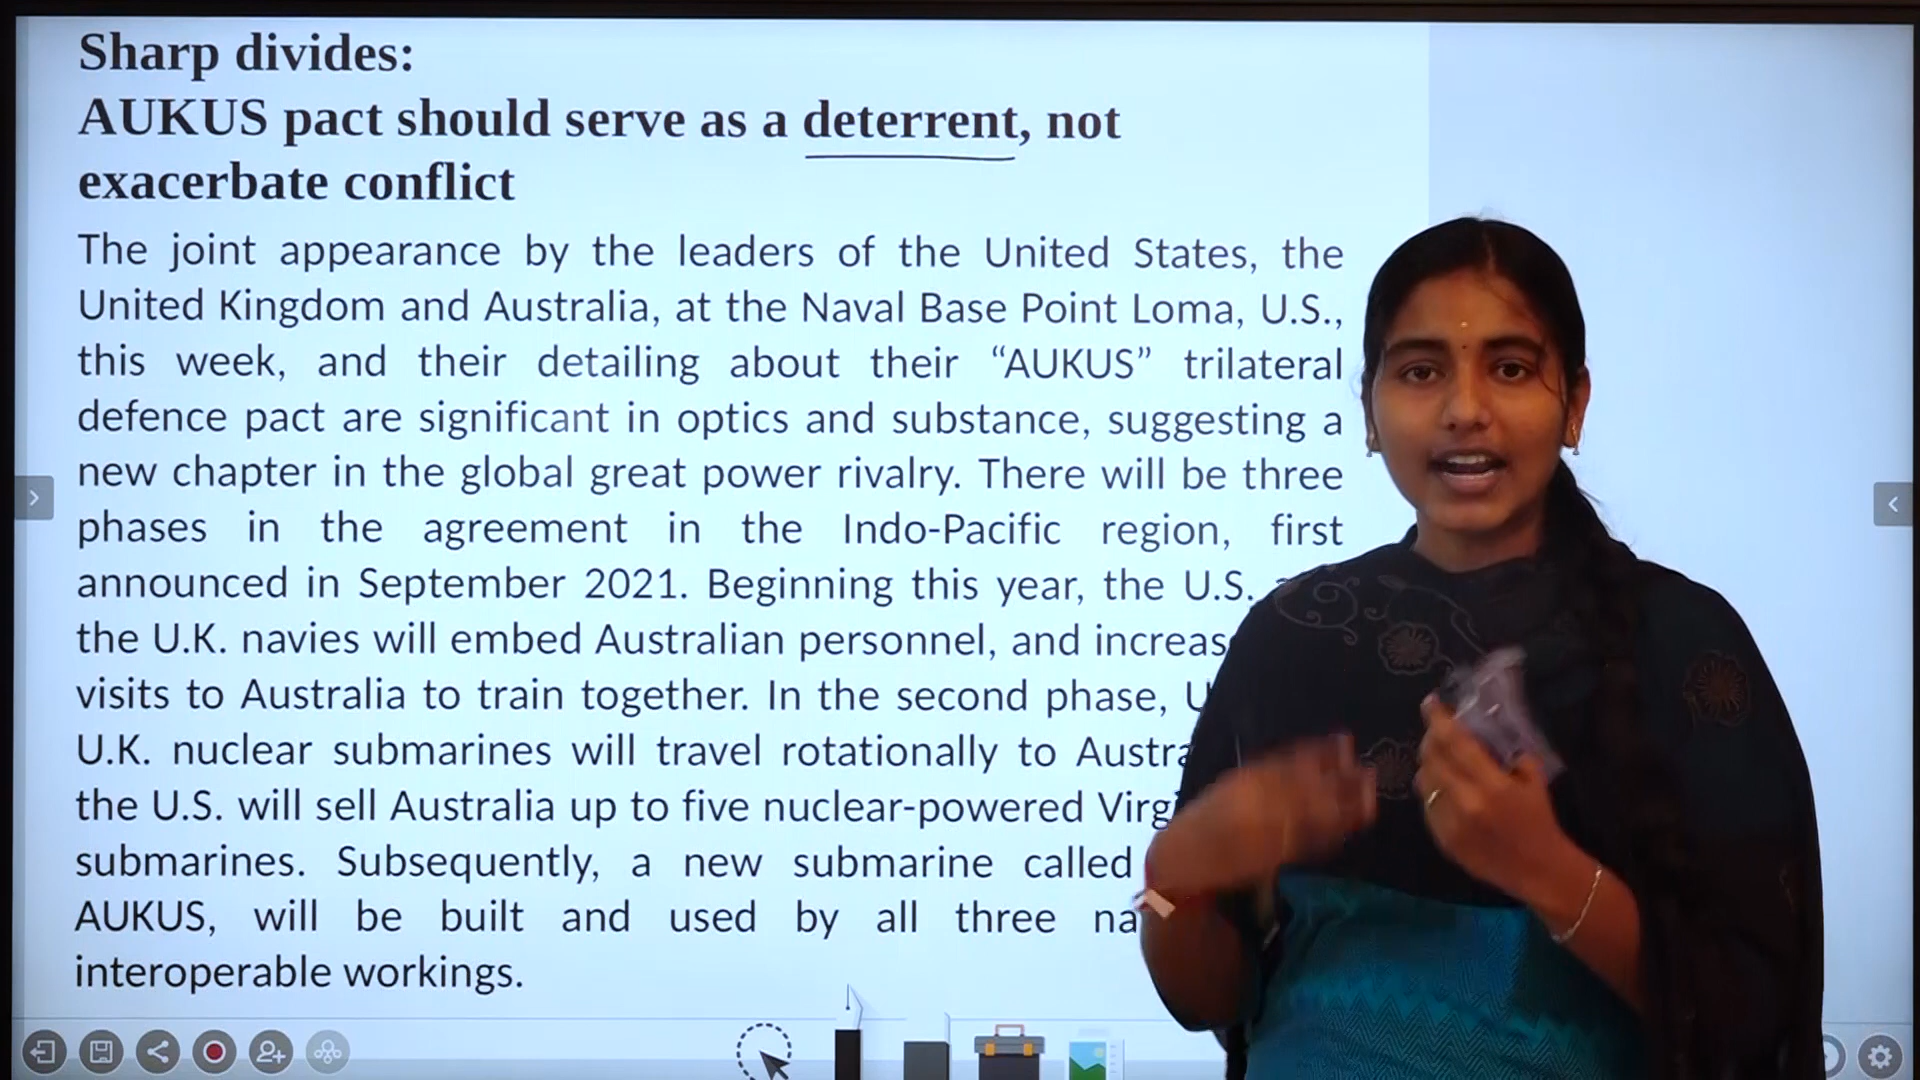 Sharp divides:
AUKUS pact should serve as a deterrent, not
exacerbate conflict
The joint appearance by the leaders of the United States, the
United Kingdom and Australia, at the Naval Base Point Loma, U.S.,
this week, and their detailing about their “AUKUS” trilateral
defence pact are significant in optics and substance, suggesting a
new chapter in the global great power rivalry. There will be three
phases in the agreement in the Indo-Pacific region, first
announced in September 2021. Beginning this year, the U.S.
the U.K. navies will embed Australian personnel, and
visits to Australia to train together. In the second phase,
U.K. nuclear submarines will travel rotationally to
the U.S. will sell Australia up to five nuclear-powered
submarines. Subsequently, a new submarine called
AUKUS, will be built and used by all three
interoperable workings.